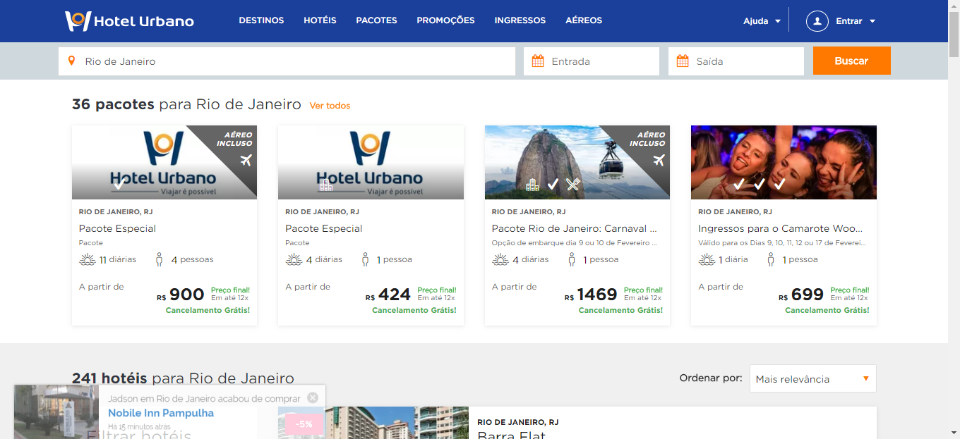 Hotel Urbano
DESTINOS HOTÉIS PACOTES PROMOÇÕES INGRESSOS AÉREOS
Ajuda Entrar
Rio de Janeiro Entrada Saída Buscar
36 pacotes para Rio de Janeiro Ver todos
AÉREO
INCLUSO
Hotel Urbano
Viajar é possível
RIO DE JANEIRO, RJ
Pacote Especial
Pacote
11 diárias 4 pessoas
A partir de
R$ 900 Preço final!
Em até 12x
Cancelamento Grátis!
Hotel Urbano
Viajar é possível
RIO DE JANEIRO, RJ
Pacote Especial
Pacote
4 diárias 1 pessoa
A partir de
R$ 424 Preço final!
Em até 12x
Cancelamento Grátis!
AÉREO
INCLUSO
RIO DE JANEIRO, RJ
Pacote Rio de Janeiro: Carnaval ...
Opção de embarque dia 9 ou 10 de Fevereiro ...
4 diárias 1 pessoa
A partir de
R$ 1469 Preço final!
Em até 12x
Cancelamento Grátis!
RIO DE JANEIRO, RJ
Ingressos para o Camarote Woo...
Válido para os Dias 9, 10, 11, 12 ou 17 de Fevereir...
1 diária 1 pessoa
A partir de
R$ 699 Preço final!
Em até 12x
Cancelamento Grátis!
241 hotéis para Rio de Janeiro
Ordenar por: Mais relevância
Jadson em Rio de Janeiro acabou de comprar
Nobile Inn Pampulha
Há 15 minutos atrás
Filtrar hotéis
-5%
RIO DE JANEIRO, RJ
Barra Flat